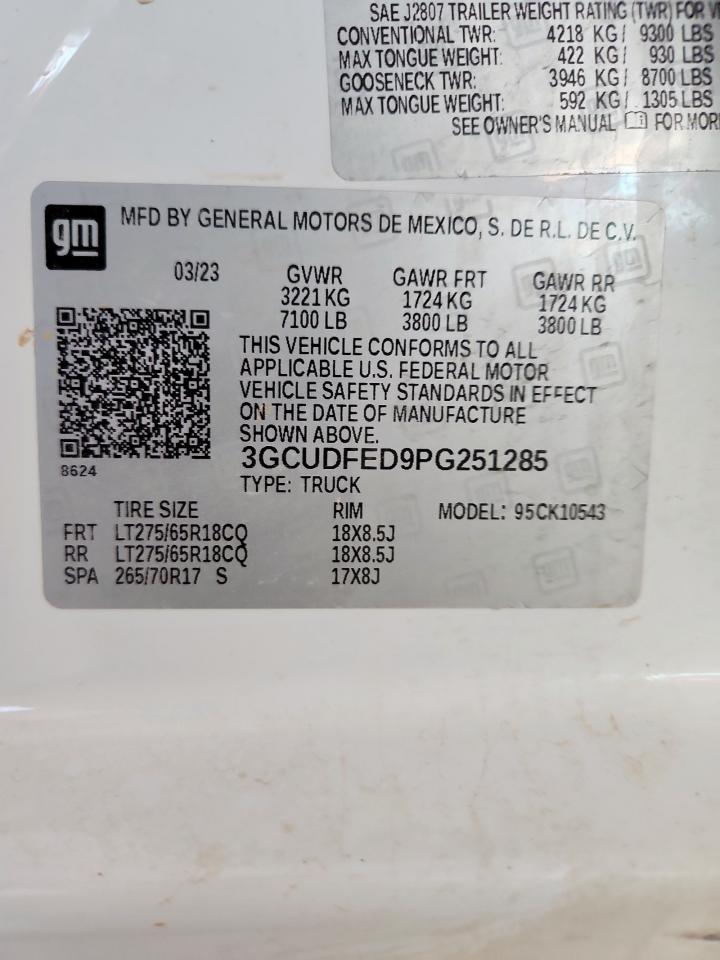 SAE J2807 TRAILER WEIGHT RATING (TWR) FOR
CONVENTIONAL TWR: 4218 KG/ 9300 LBS
MAX TONGUE WEIGHT: 422 KG/ 930 LBS
GOOSENECK TWR: 3946 KG/ 8700 LBS
MAX TONGUE WEIGHT: 592 KG/ 1305 LBS
SEE OWNER'S MANUAL FOR MOR
gm
MFD BY GENERAL MOTORS DE MEXICO, S. DE R.L. DE C.V.
03/23 GVWR GAWR FRT GAWR RR
3221 KG 1724 KG 1724 KG
7100 LB 3800 LB 3800 LB
THIS VEHICLE CONFORMS TO ALL
APPLICABLE U.S. FEDERAL MOTOR
VEHICLE SAFETY STANDARDS IN EFFECT
ON THE DATE OF MANUFACTURE
SHOWN ABOVE.
3GCUDFED9PG251285
8624
TYPE: TRUCK
TIRE SIZE RIM MODEL: 95CK10543
FRT LT275/65R18CQ 18X8.5J
RR LT275/65R18CQ 18X8.5J
SPA 265/70R17 S 17X8J